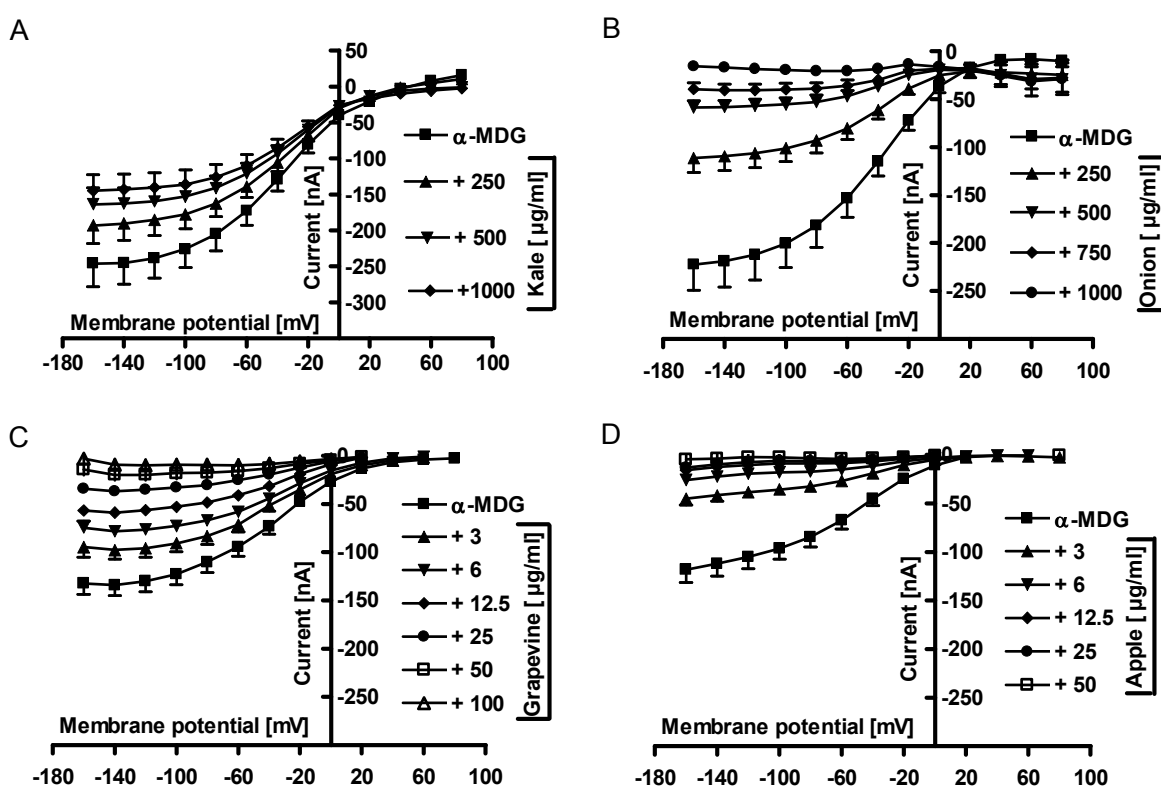 A
50
0
-50
-100
-150
-200
-250
-300
Current [nA]
α-MDG
+ 250
+ 500
+1000
Kale [ µg/ml]
Membrane potential [mV]
-180 -140 -100 -60 -20 20 60 100
B
-0
-50
-100
-150
-200
-250
Current [nA]
α-MDG
+ 250
+ 500
+ 750
+ 1000
Onion [ µg/ml]
Membrane potential [mV]
-180 -140 -100 -60 -20 20 60 100
C
0
-50
-100
-150
-200
-250
Current [nA]
α-MDG
+ 3
+ 6
+ 12.5
+ 25
+ 50
+ 100
Grapevine [ µg/ml]
Membrane potential [mV]
-180 -140 -100 -60 -20 20 60 100
D
0
-50
-100
-150
-200
-250
Current [nA]
α-MDG
+ 3
+ 6
+ 12.5
+ 25
+ 50
Apple [ µg/ml]
Membrane potential [mV]
-180 -140 -100 -60 -20 20 60 100